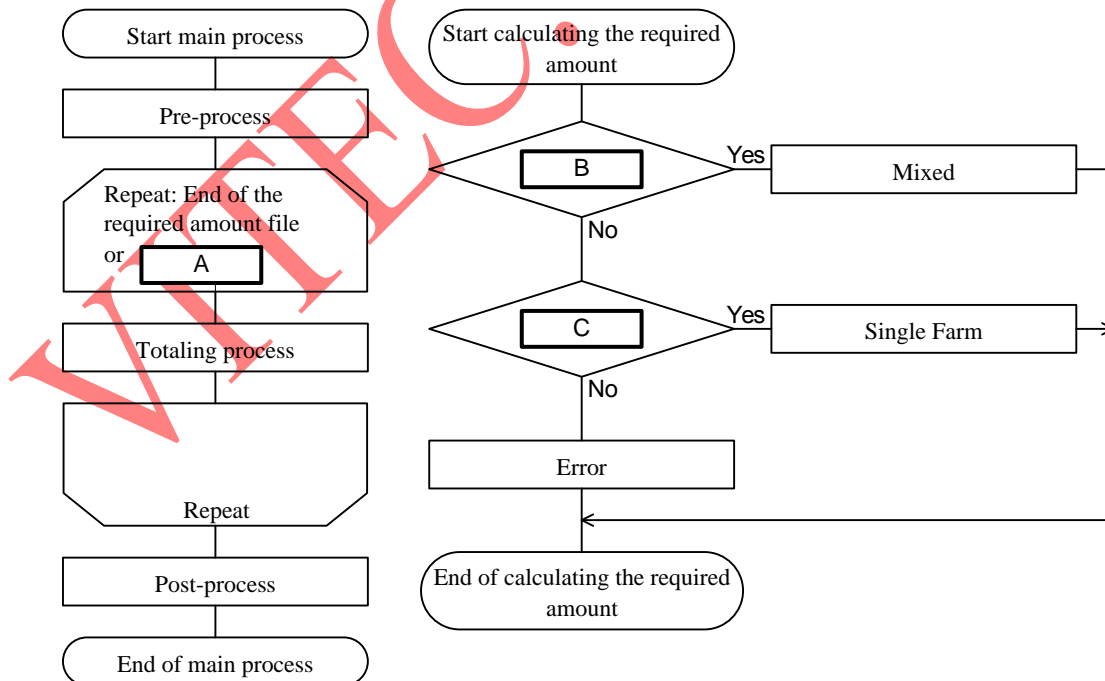 Start main process
Pre-process
Repeat: End of the
required amount file
or A
Totaling process
Repeat
Post-process
End of main process
Start calculating the required
amount
B
Yes
Mixed
No
C
Yes
Single Farm
No
Error
End of calculating the required
amount
VITEC.